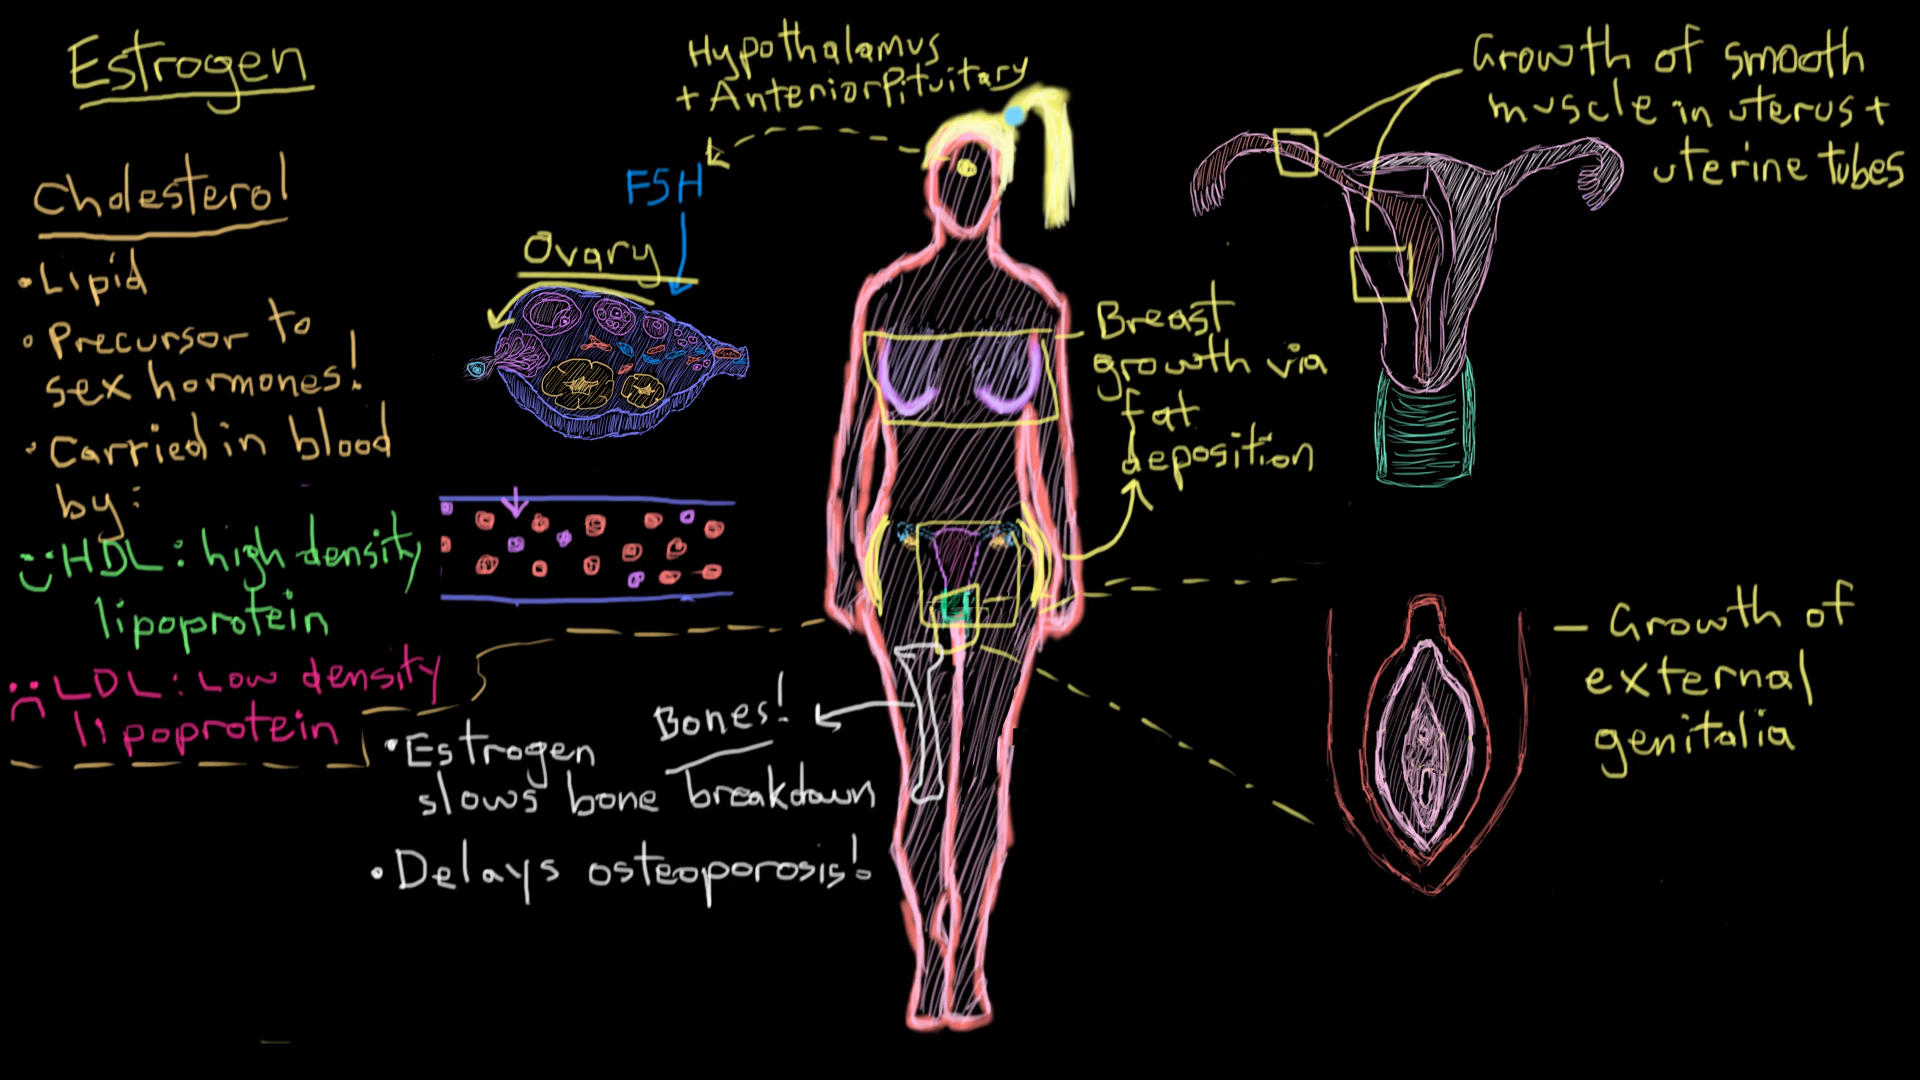 Estrogen
Cholesterol
• Lipid
• Precursor to
sex hormones!
• Carried in blood
by:
HDL: high density
lipoprotein
LDL: Low density
lipoprotein
Hypothalamus
+ Anterior Pituitary
FSH
Ovary
Bones!
• Estrogen
slows bone breakdown
• Delays osteoporosis!
Breast
growth via
fat
deposition
Growth of smooth
muscle in uterus +
uterine tubes
– Growth of
external
genitalia